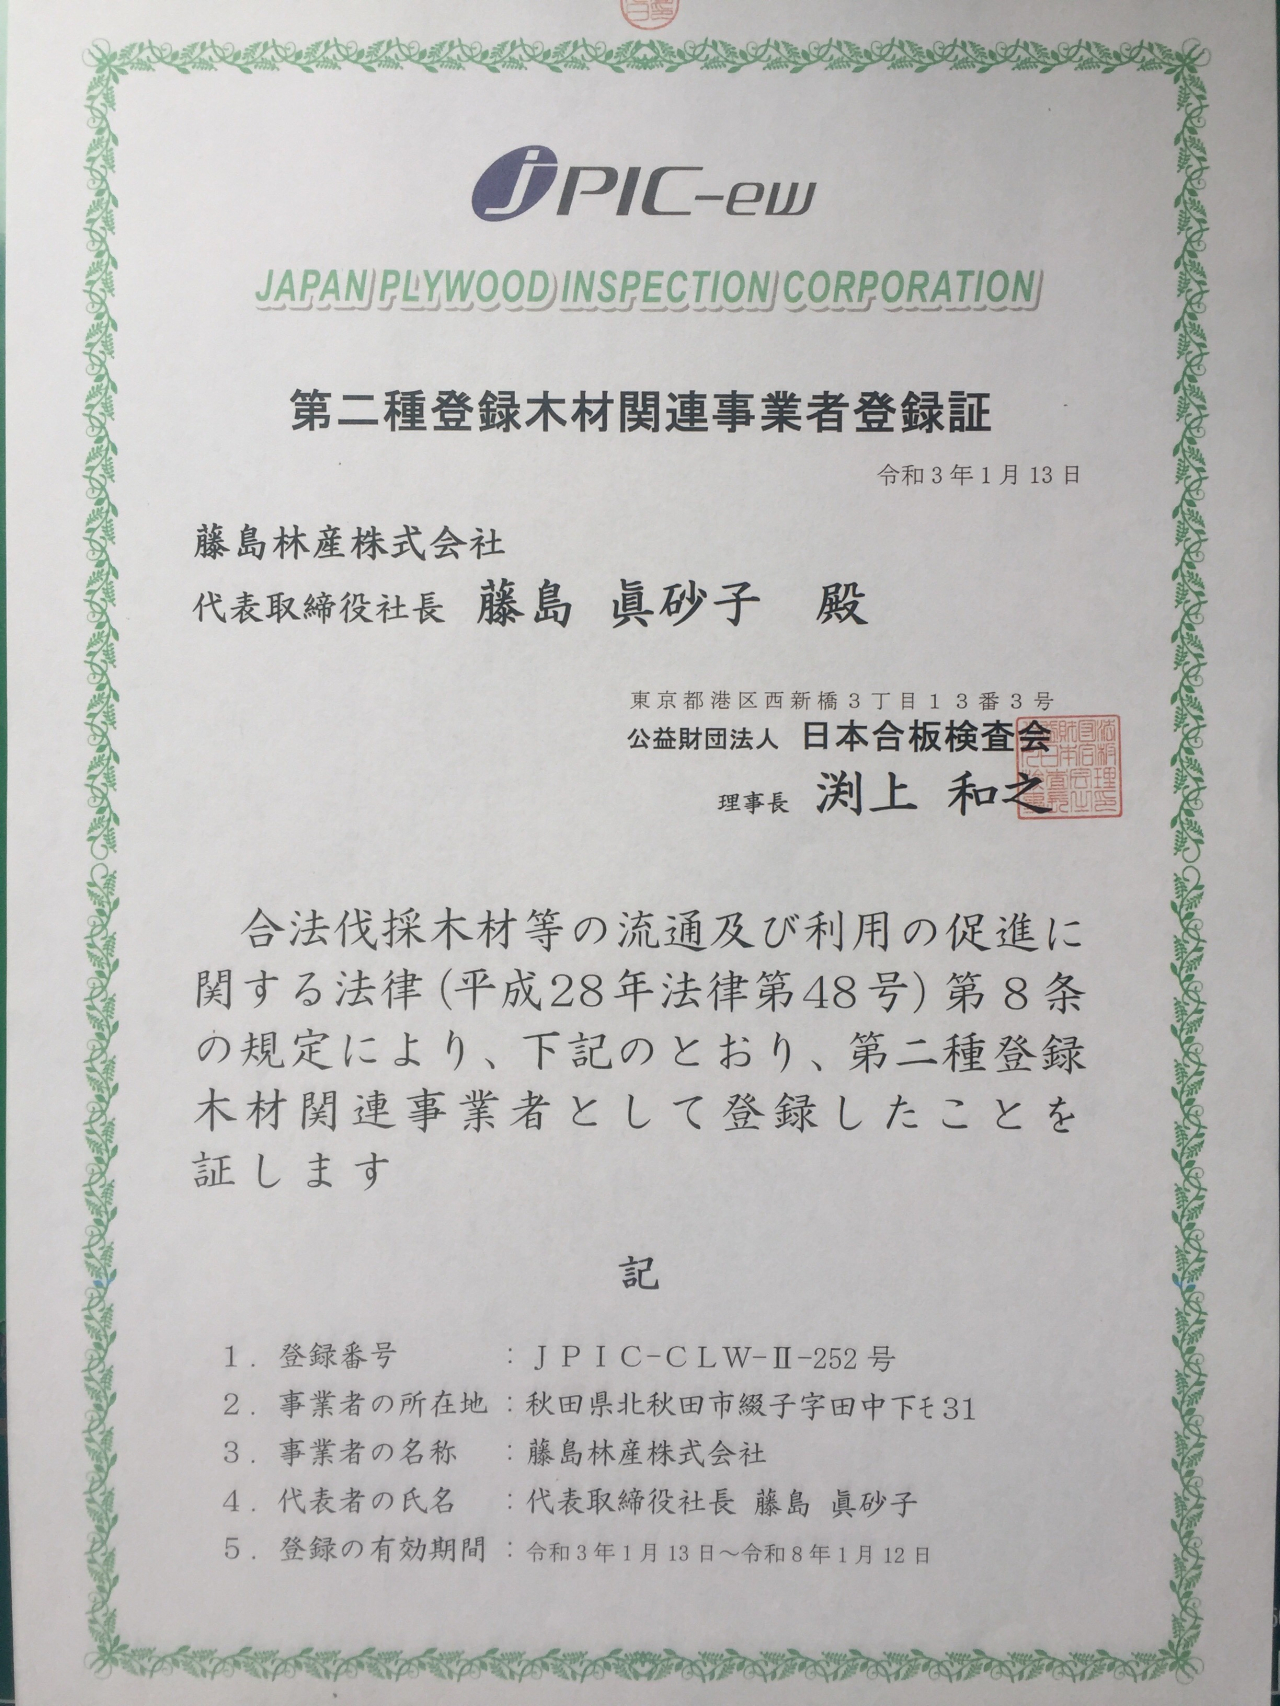 jPIC-ew
JAPAN PLYWOOD INSPECTION CORPORATION
第二種登録木材関連事業者登録証
令和3年1月13日
藤島林産株式会社
代表取締役社長 藤島 眞砂子 殿
東京都港区西新橋3丁目13番3号
公益財団法人 日本合板検査会
理事長 渕上 和之
合法伐採木材等の流通及び利用の促進に
関する法律(平成28年法律第48号)第8条
の規定により、下記のとおり、第二種登録
木材関連事業者として登録したことを
証します
記
1. 登録番号 : JPIC-CLW-Ⅱ-252号
2. 事業者の所在地 : 秋田県北秋田市綴子字田中下モ31
3. 事業者の名称 : 藤島林産株式会社
4. 代表者の氏名 : 代表取締役社長 藤島 眞砂子
5. 登録の有効期間 : 令和3年1月13日~令和8年1月12日